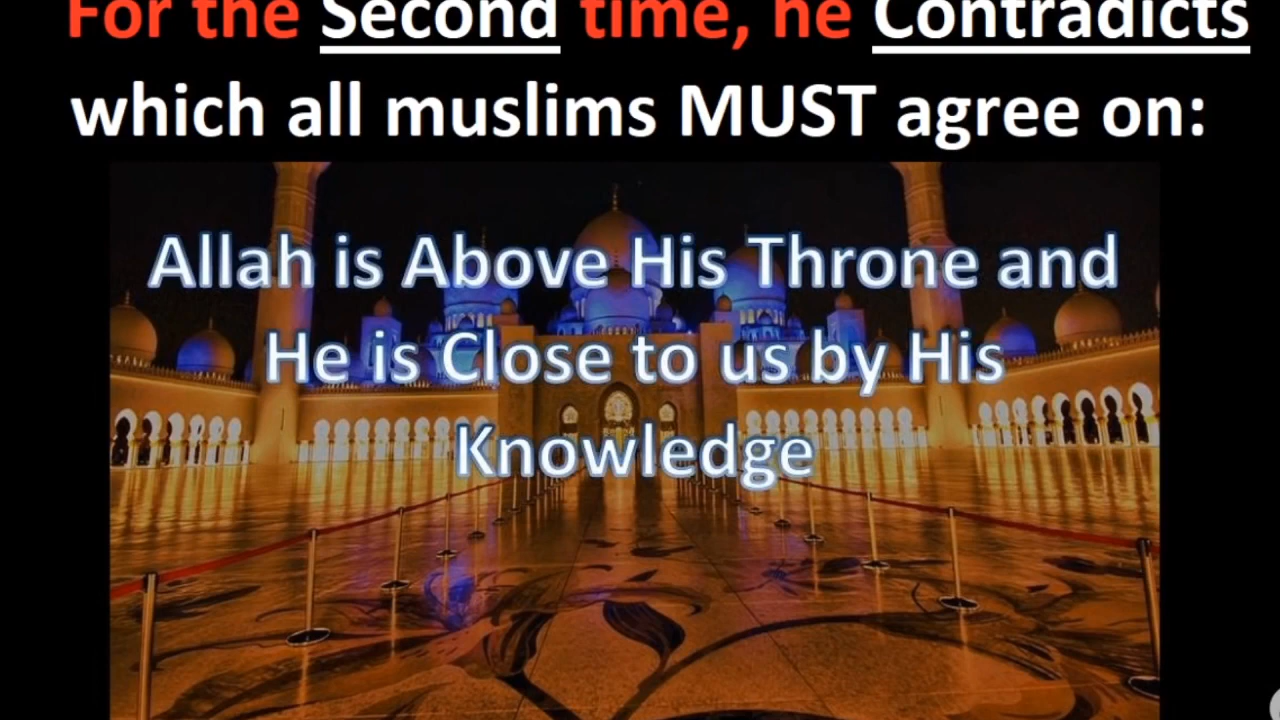 For the Second time, he Contradicts
which all muslims MUST agree on:
Allah is Above His Throne and
He is Close to us by His
Knowledge